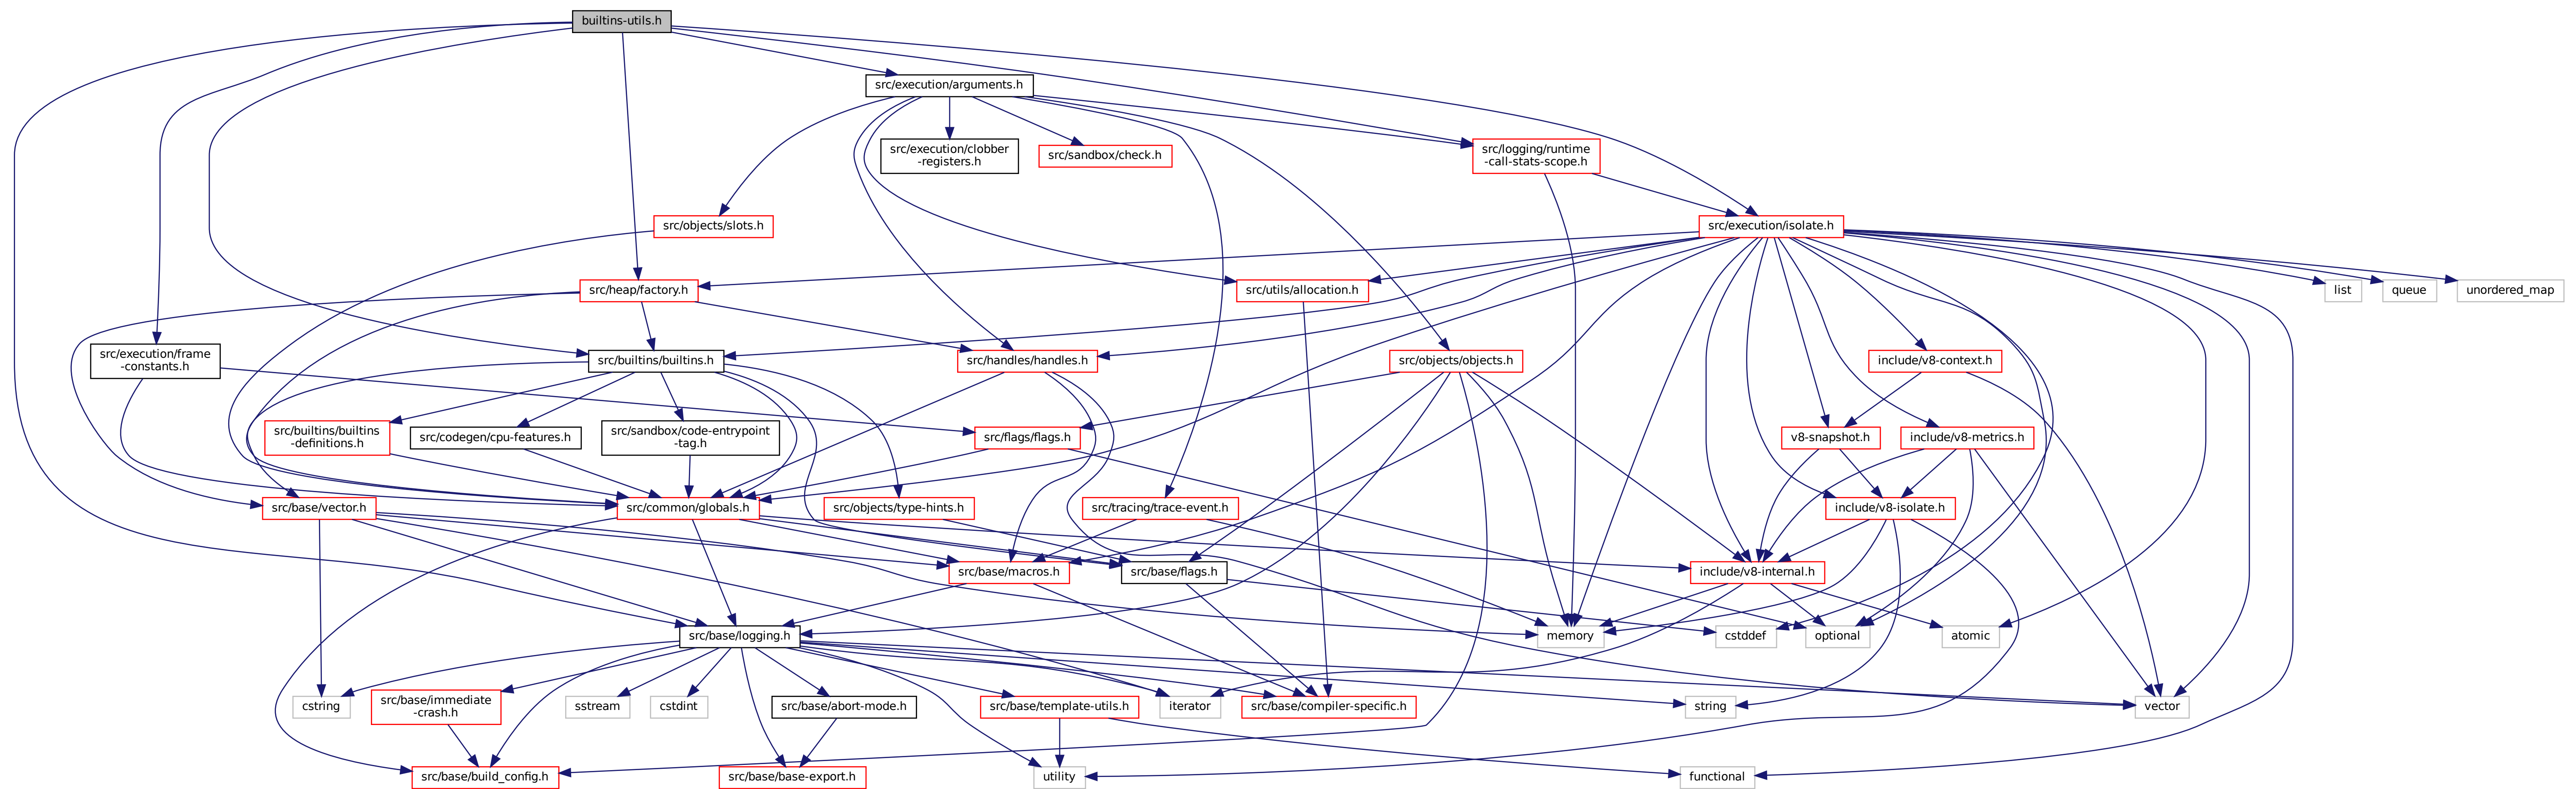 builtins-utils.h
src/execution/arguments.h
src/execution/clobber
-registers.h
src/sandbox/check.h
src/logging/runtime
-call-stats-scope.h
src/objects/slots.h
src/execution/isolate.h
src/heap/factory.h
src/utils/allocation.h
list
queue
unordered_map
src/execution/frame
-constants.h
src/builtins/builtins.h
src/handles/handles.h
src/objects/objects.h
include/v8-context.h
src/builtins/builtins
-definitions.h
src/codegen/cpu-features.h
src/sandbox/code-entrypoint
-tag.h
src/flags/flags.h
v8-snapshot.h
include/v8-metrics.h
src/base/vector.h
src/common/globals.h
src/objects/type-hints.h
src/tracing/trace-event.h
include/v8-isolate.h
src/base/macros.h
src/base/flags.h
include/v8-internal.h
src/base/logging.h
memory
cstddef
optional
atomic
cstring
src/base/immediate
-crash.h
sstream
cstdint
src/base/abort-mode.h
src/base/template-utils.h
iterator
src/base/compiler-specific.h
string
vector
src/base/build_config.h
src/base/base-export.h
utility
functional